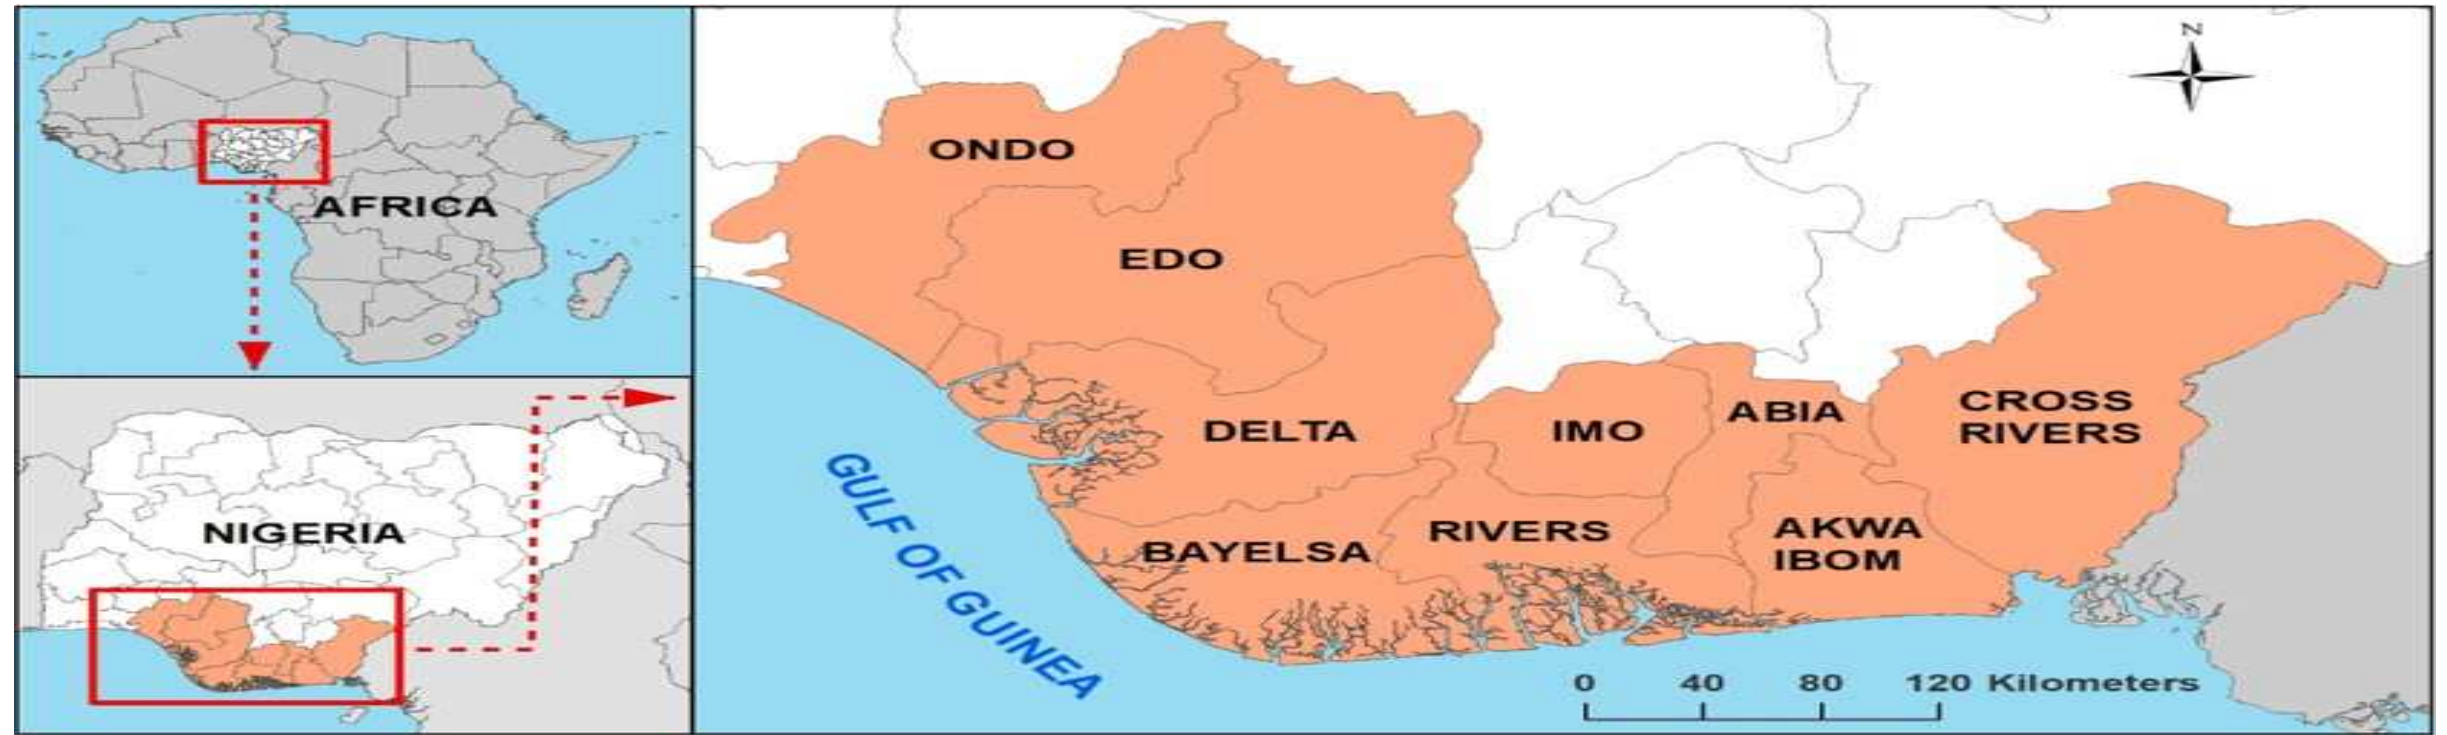 AFRICA
NIGERIA
N
ONDO
EDO
DELTA
IMO
ABIA
CROSS
RIVERS
BAYELSA
RIVERS
AKWA
IBOM
GULF OF GUINEA
0 40 80 120 Kilometers